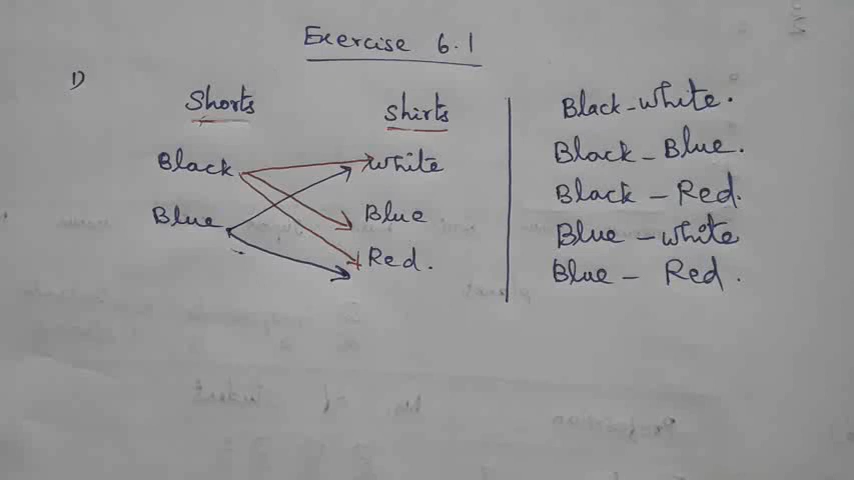 Exercise 6.1
1)
Shorts
Shirts
Black
White
Blue
Blue
Red.
Black - White.
Black - Blue.
Black - Red.
Blue - White
Blue - Red.